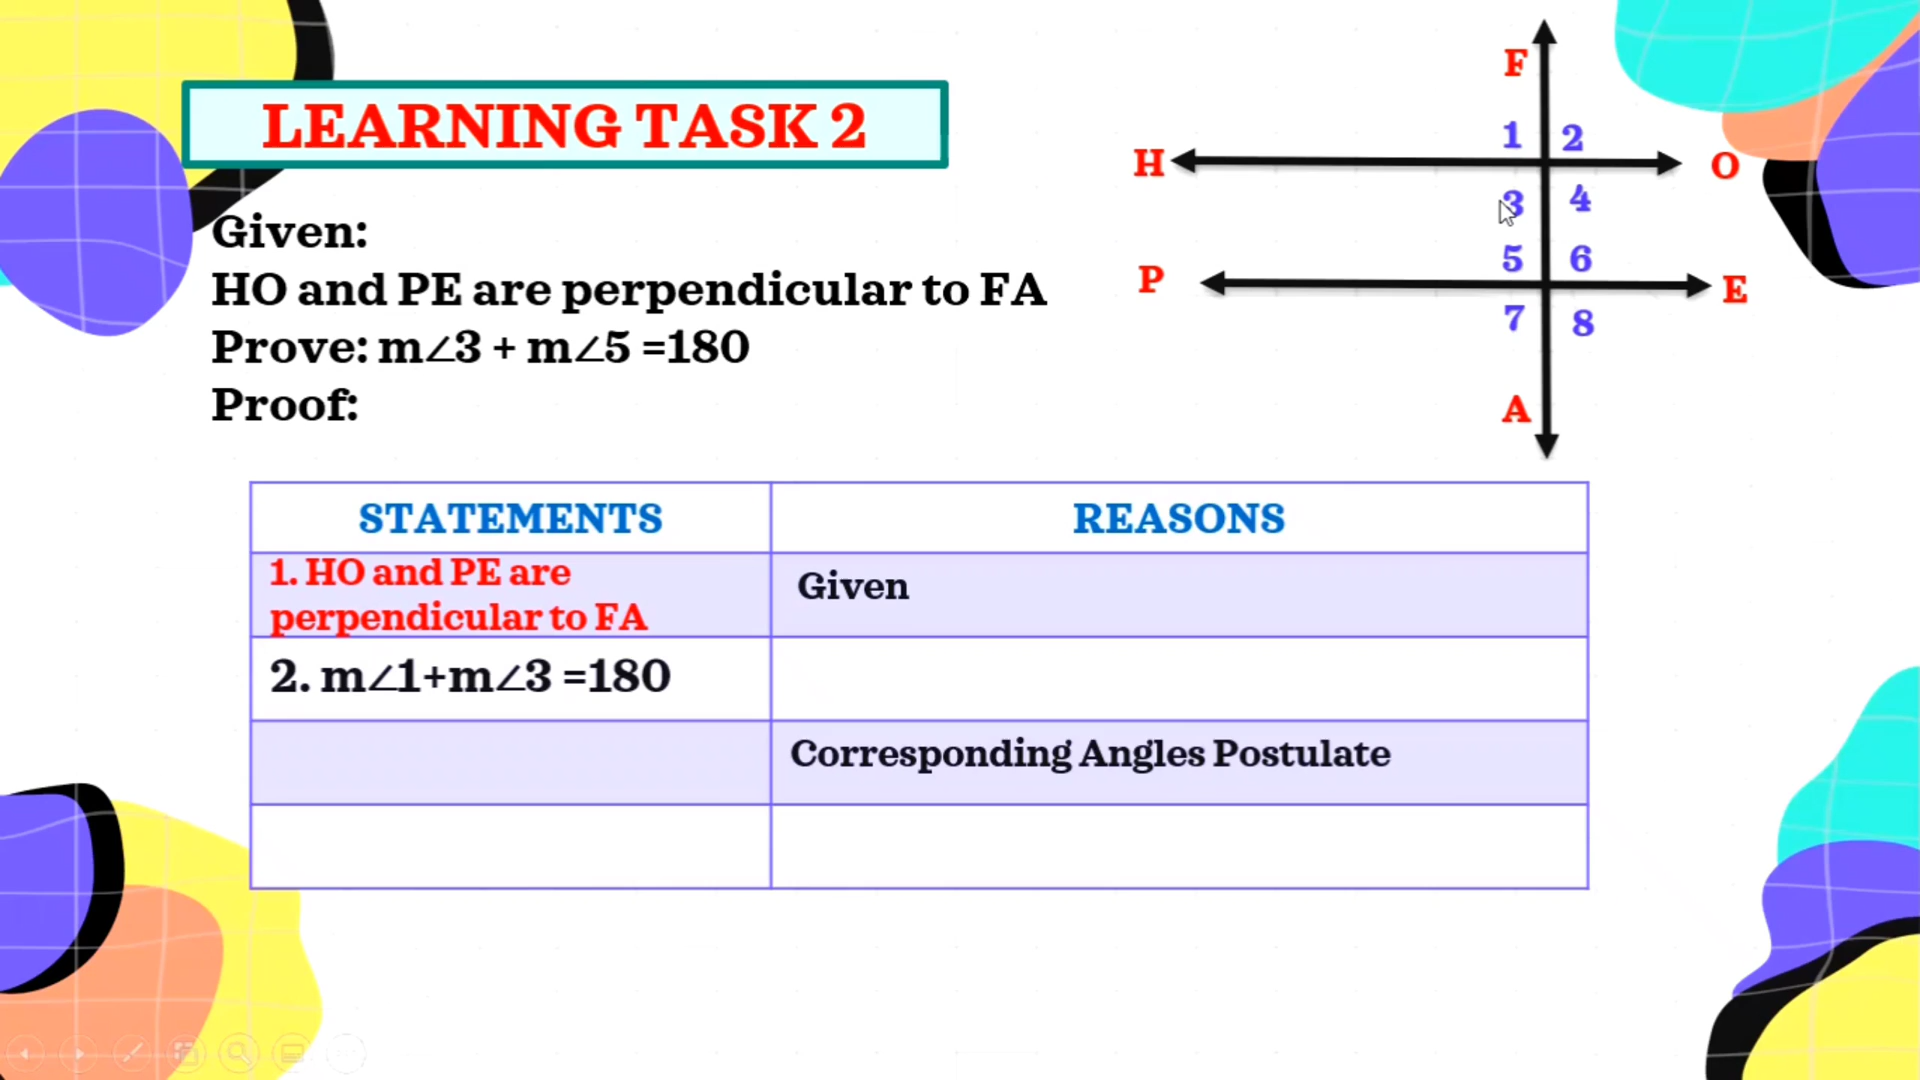 LEARNING TASK 2
Given:
HO and PE are perpendicular to FA
Prove: m∠3 + m∠5 =180
Proof:
F
1 2
H O
3 4
5 6
P E
7 8
A
STATEMENTS REASONS
1. HO and PE are
perpendicular to FA
Given
2. m∠1+m∠3 =180
Corresponding Angles Postulate